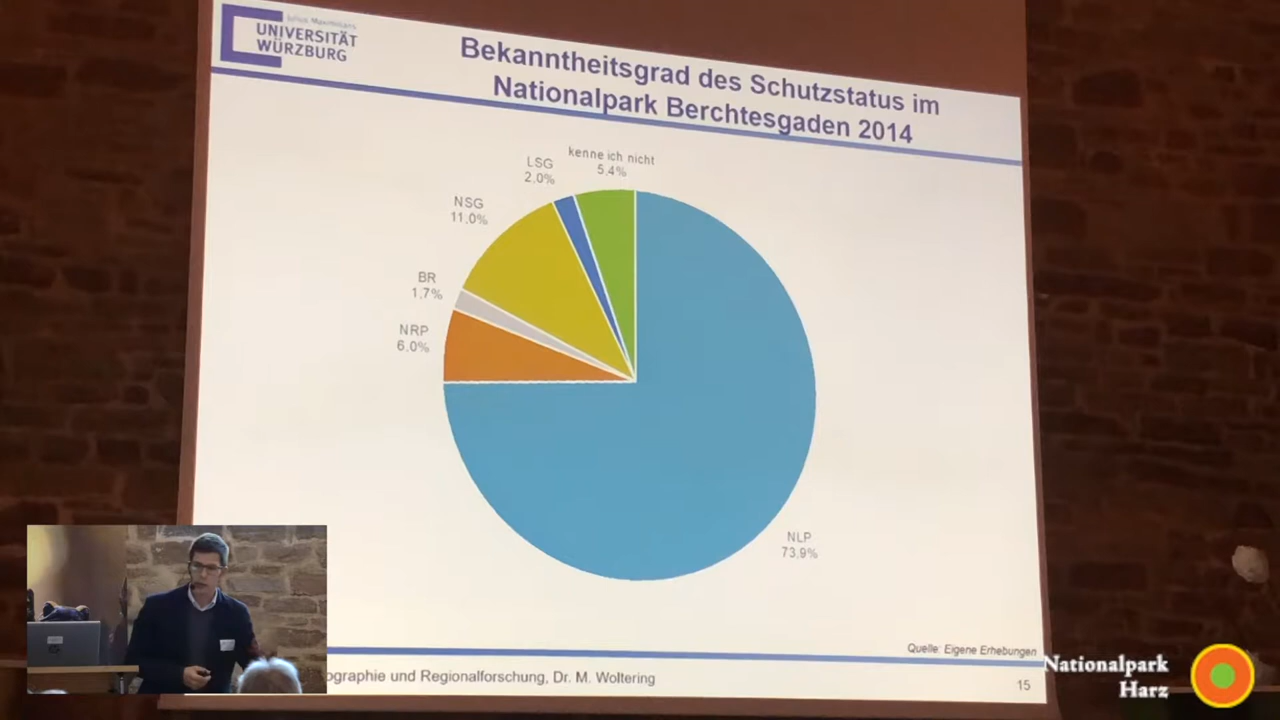 Julius-Maximilians-
UNIVERSITÄT
WÜRZBURG
Bekanntheitsgrad des Schutzstatus im
Nationalpark Berchtesgaden 2014
kenne ich nicht
5,4%
LSG
2,0%
NSG
11,0%
BR
1,7%
NRP
6,0%
NLP
73,9%
Quelle: Eigene Erhebungen
ographie und Regionalforschung, Dr. M. Woltering
15
Nationalpark
Harz